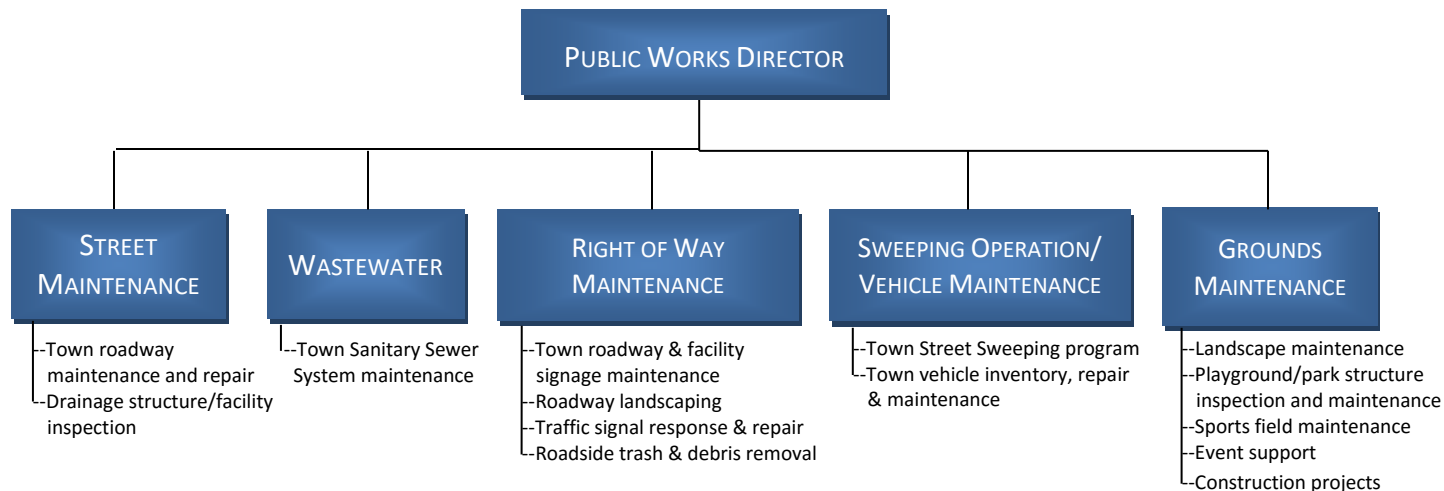 PUBLIC WORKS DIRECTOR
STREET
MAINTENANCE
--Town roadway
maintenance and repair
--Drainage structure/facility
inspection
WASTEWATER
--Town Sanitary Sewer
System maintenance
RIGHT OF WAY
MAINTENANCE
--Town roadway & facility
signage maintenance
--Roadway landscaping
--Traffic signal response & repair
--Roadside trash & debris removal
SWEEPING OPERATION/
VEHICLE MAINTENANCE
--Town Street Sweeping program
--Town vehicle inventory, repair
& maintenance
GROUNDS
MAINTENANCE
--Landscape maintenance
--Playground/park structure
inspection and maintenance
--Sports field maintenance
--Event support
--Construction projects